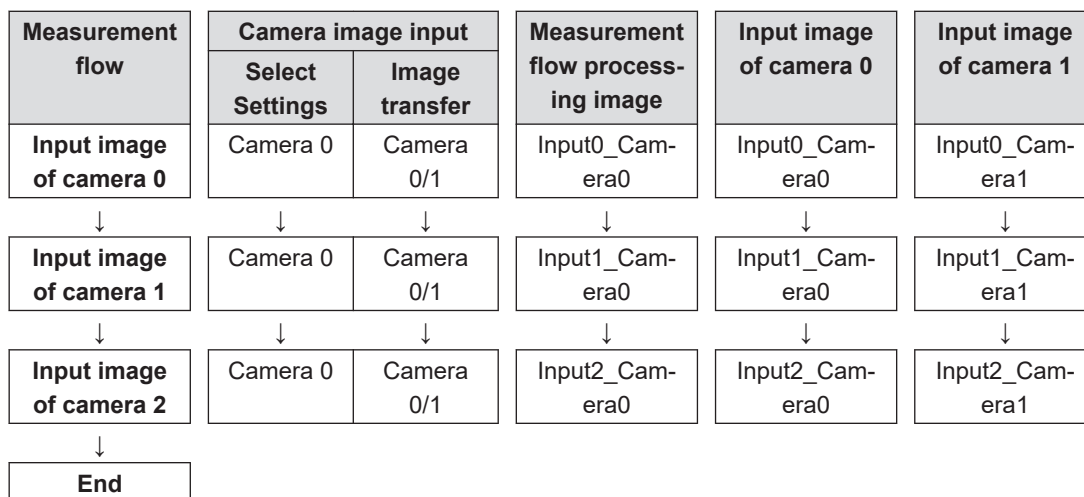 Measurement
flow
Camera image input
Select
Settings
Image
transfer
Measurement
flow process-
ing image
Input image
of camera 0
Input image
of camera 1
Input image
of camera 0
Camera 0
Camera
0/1
Input0_Cam-
era0
Input0_Cam-
era0
Input0_Cam-
era1
↓ ↓ ↓ ↓ ↓ ↓
Input image
of camera 1
Camera 0
Camera
0/1
Input1_Cam-
era0
Input1_Cam-
era0
Input1_Cam-
era1
↓ ↓ ↓ ↓ ↓ ↓
Input image
of camera 2
Camera 0
Camera
0/1
Input2_Cam-
era0
Input2_Cam-
era0
Input2_Cam-
era1
↓
End